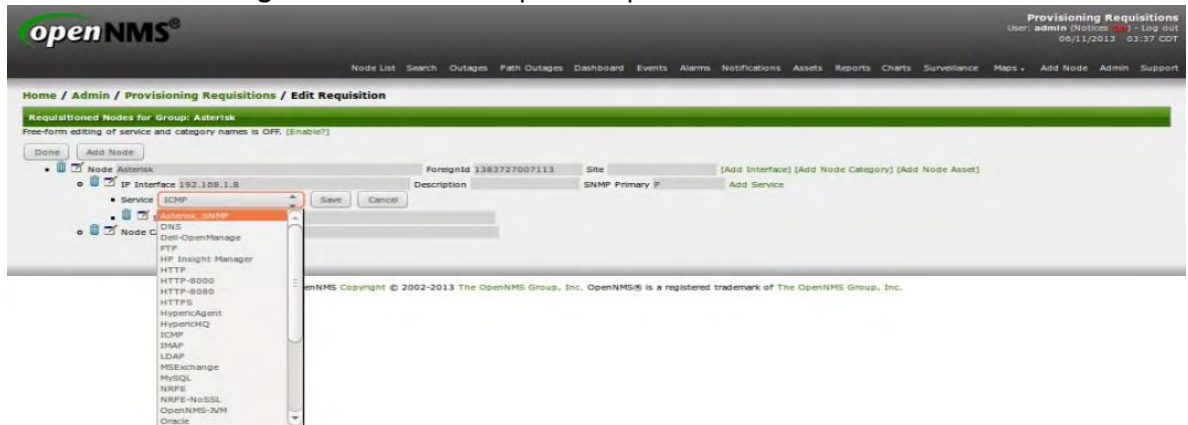 openNMS®
Provisioning Requisitions
User: admin (Notices On) - Log out
06/11/2013 03:37 COT
Node List Search Outages Path Outages Dashboard Events Alarms Notifications Assets Reports Charts Surveillance Maps Add Node Admin Support
Home / Admin / Provisioning Requisitions / Edit Requisition
Requisitioned Nodes for Group: Asterisk
Free-form editing of service and category names is OFF. [Enable?]
Done Add Node
Node Asterisk ForeignId 1383727007113 Site [Add Interface] [Add Node Category] [Add Node Asset]
IP Interface 192.168.1.8 Description SNMP Primary P Add Service
Service ICMP Save Cancel
Asterisk_SNMP
DNS
Dell-OpenManage
Node C
FTP
HP Insight Manager
HTTP
HTTP-8000
HTTP-8080
HTTPS
HypericAgent
HypericHQ
ICMP
IMAP
LDAP
MSExchange
MySQL
NRPE
NRPE-NoSSL
OpenNMS-JVM
Oracle
enNMS Copyright © 2002-2013 The OpenNMS Group, Inc. OpenNMS® is a registered trademark of The OpenNMS Group, Inc.